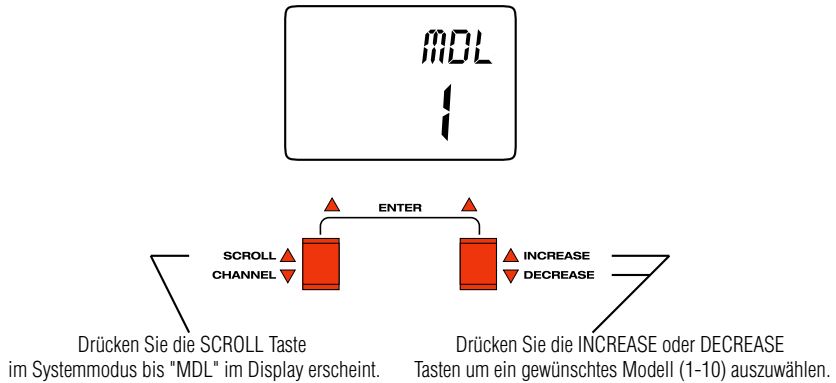 MDL
1
ENTER
SCROLL
INCREASE
CHANNEL
DECREASE
Drücken Sie die SCROLL Taste
im Systemmodus bis "MDL" im Display erscheint.
Drücken Sie die INCREASE oder DECREASE
Tasten um ein gewünschtes Modell (1-10) auszuwählen.